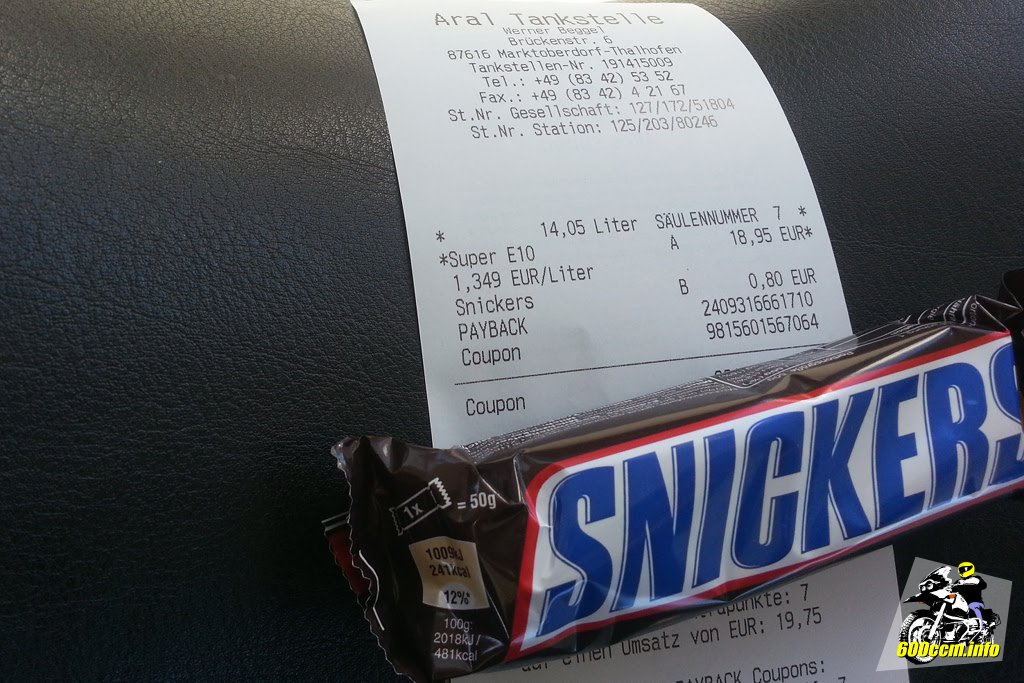 Aral Tankstelle
Werner Beggel
Brückenstr. 6
87616 Marktoberdorf-Thalhofen
Tankstellen-Nr. 191415009
Tel.: +49 (83 42) 53 52
Fax.: +49 (83 42) 4 21 67
St.Nr. Gesellschaft: 127/172/51804
St.Nr. Station: 125/203/80246
* 14,05 Liter SÄULENNUMMER 7 *
*Super E10 A 18,95 EUR*
1,349 EUR/Liter
Snickers B 0,80 EUR
PAYBACK 2409316661710
Coupon 9815601567064
Coupon
SNICKERS
1x = 50g
1009kJ
241kcal
12%*
100g:
2018kJ/
481kcal
7
auf einen Umsatz von EUR: 19,75
PAYBACK Coupons:
7
600ccm.info